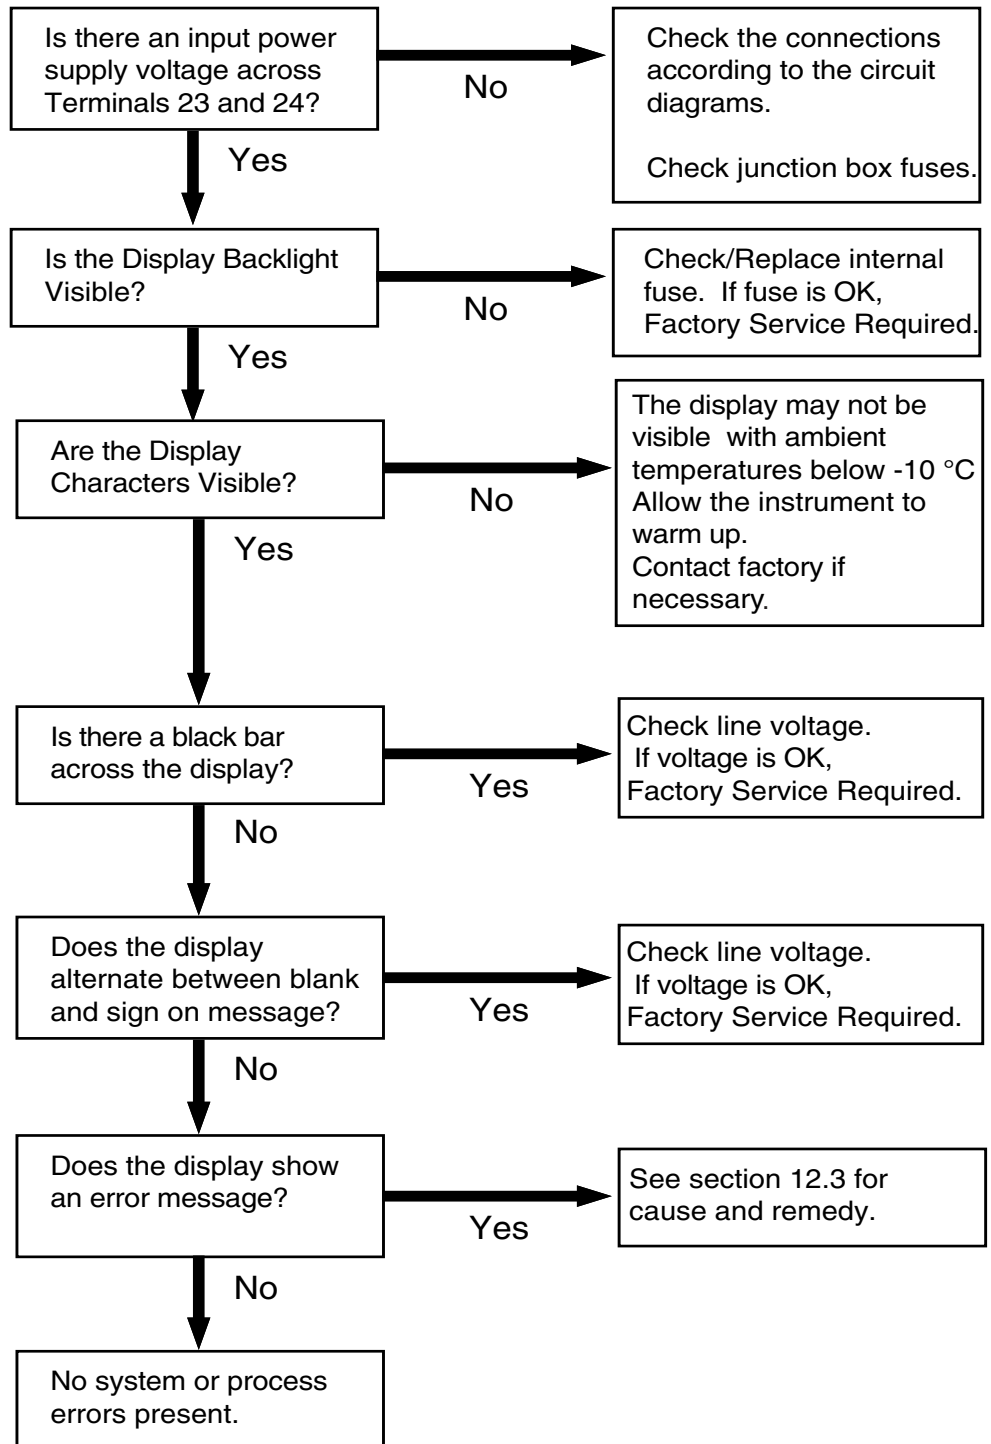 Is there an input power
supply voltage across
Terminals 23 and 24?
No
Check the connections
according to the circuit
diagrams.
Check junction box fuses.
Yes
Is the Display Backlight
Visible?
No
Check/Replace internal
fuse.  If fuse is OK,
Factory Service Required.
Yes
Are the Display
Characters Visible?
No
The display may not be
visible  with ambient
temperatures below -10 °C
Allow the instrument to
warm up.
Contact factory if
necessary.
Yes
Is there a black bar
across the display?
Yes
Check line voltage.
If voltage is OK,
Factory Service Required.
No
Does the display
alternate between blank
and sign on message?
Yes
Check line voltage.
If voltage is OK,
Factory Service Required.
No
Does the display show
an error message?
Yes
See section 12.3 for
cause and remedy.
No
No system or process
errors present.